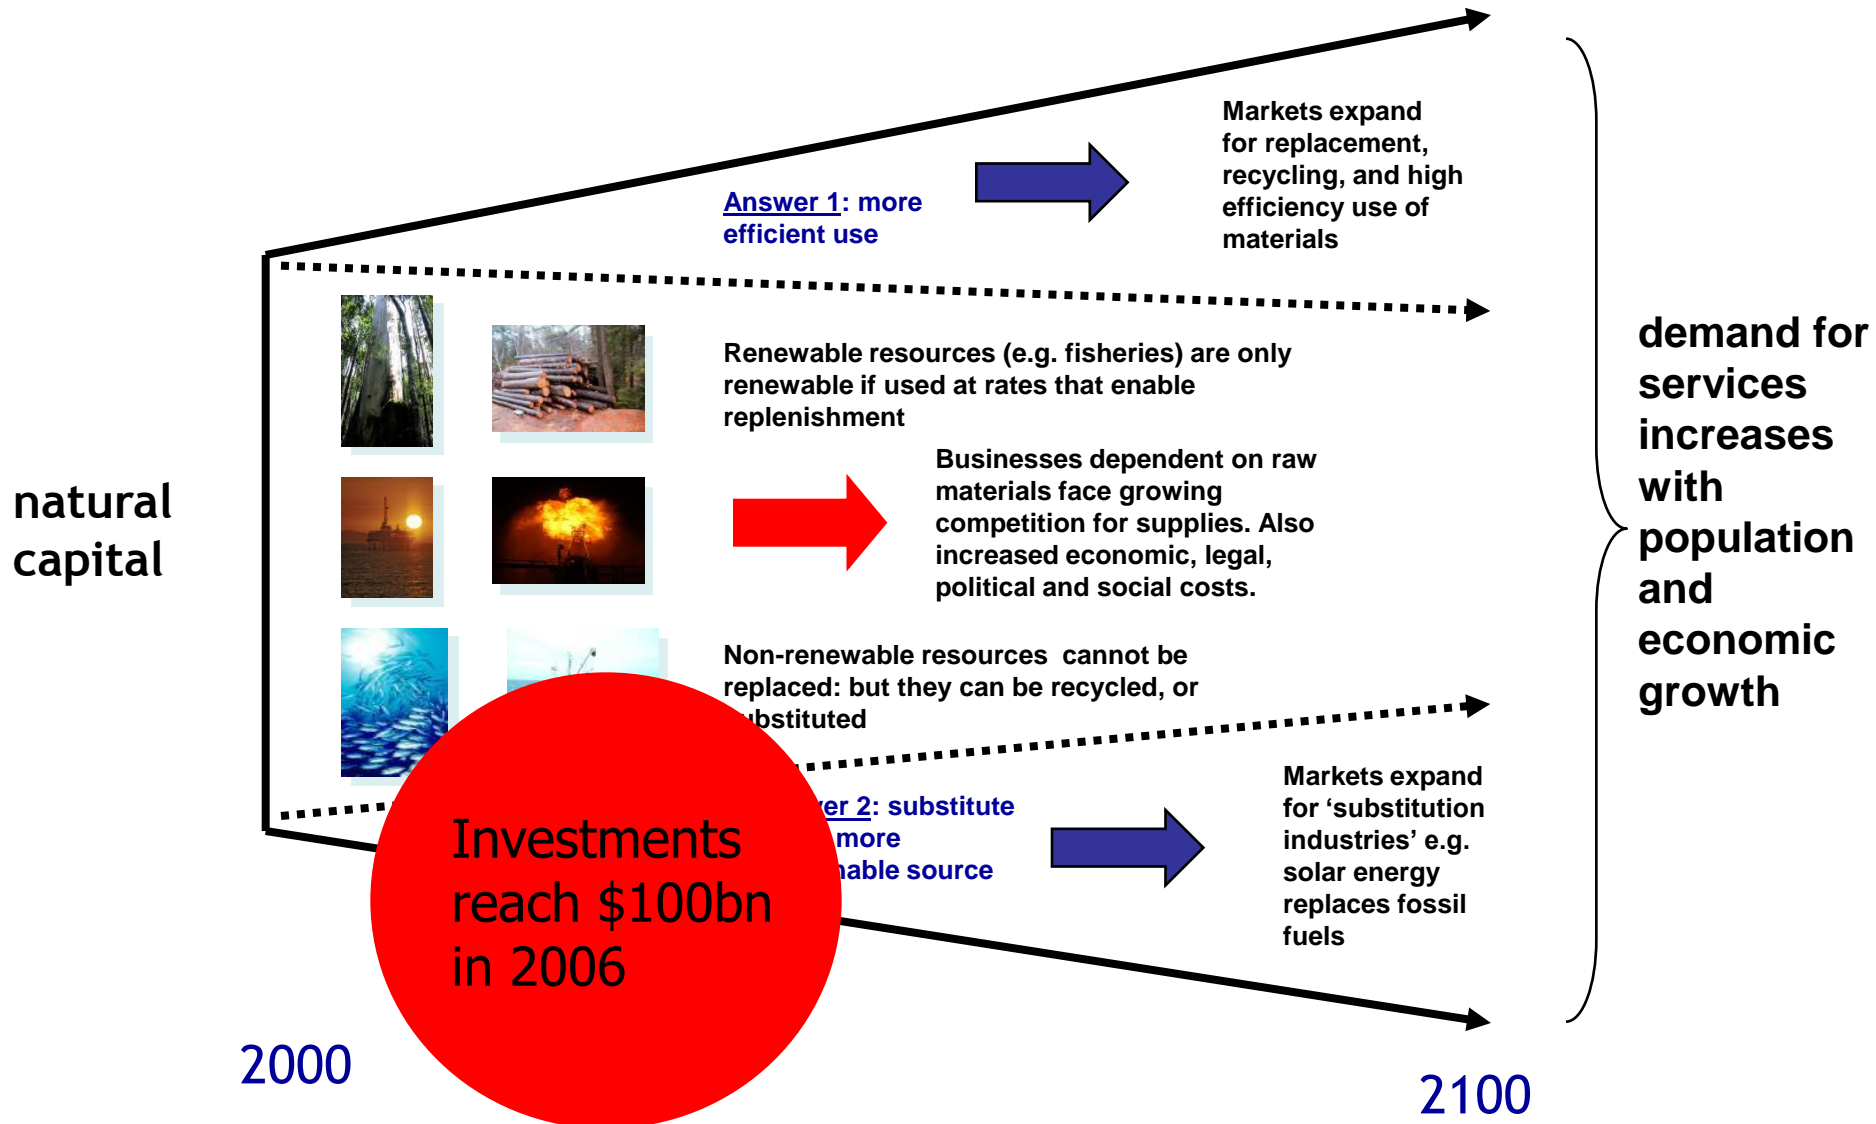 Markets expand
for replacement,
recycling, and high
efficiency use of
materials
Answer 1: more
efficient use
Renewable resources (e.g. fisheries) are only
renewable if used at rates that enable
replenishment
natural
capital
Businesses dependent on raw
materials face growing
competition for supplies. Also
increased economic, legal,
political and social costs.
demand for
services
increases
with
population
and
economic
growth
Non-renewable resources cannot be
replaced: but they can be recycled, or
ubstituted
er 2: substitute
more
nable source
Markets expand
for ‘substitution
industries’ e.g.
solar energy
replaces fossil
fuels
Investments
reach $100bn
in 2006
2000
2100